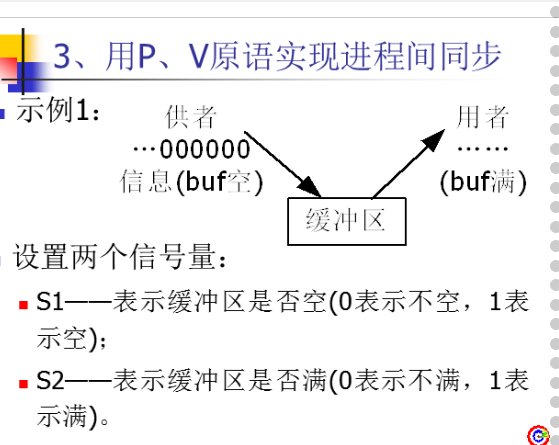 3、用P、V原语实现进程间同步
示例1：
供者
用者
…000000
……
信息(buf空)
(buf满)
缓冲区
设置两个信号量：
S1——表示缓冲区是否空(0表示不空，1表
示空)；
S2——表示缓冲区是否满(0表示不满，1表
示满)。